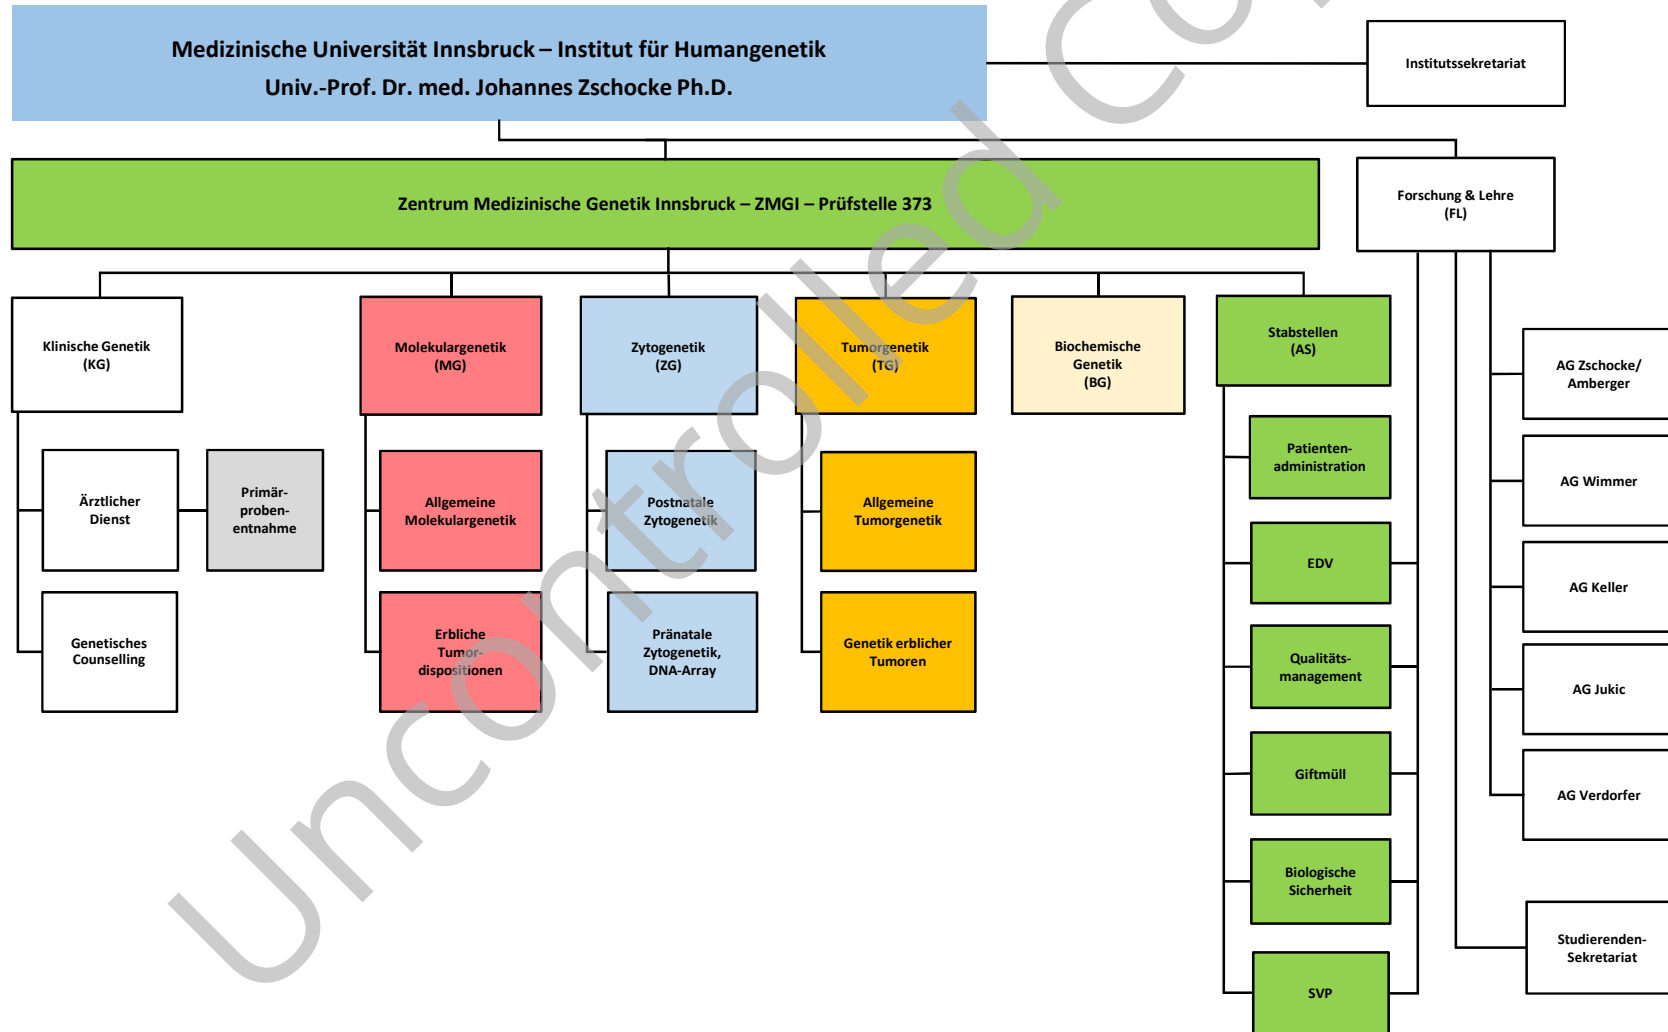 Medizinische Universität Innsbruck – Institut für Humangenetik
Univ.-Prof. Dr. med. Johannes Zschocke Ph.D.
Institutssekretariat
Zentrum Medizinische Genetik Innsbruck – ZMGI – Prüfstelle 373
Forschung & Lehre
(FL)
Klinische Genetik
(KG)
Molekulargenetik
(MG)
Zytogenetik
(ZG)
Tumorgenetik
(TG)
Biochemische
Genetik
(BG)
Stabstellen
(AS)
Ärztlicher
Dienst
Primär-
proben-
entnahme
Genetisches
Counselling
Allgemeine
Molekulargenetik
Erbliche
Tumor-
dispositionen
Postnatale
Zytogenetik
Pränatale
Zytogenetik,
DNA-Array
Allgemeine
Tumorgenetik
Genetik erblicher
Tumoren
Patienten-
administration
EDV
Qualitäts-
management
Giftmüll
Biologische
Sicherheit
SVP
AG Zschocke/
Amberger
AG Wimmer
AG Keller
AG Jukic
AG Verdorfer
Studierenden-
Sekretariat
Uncontrolled